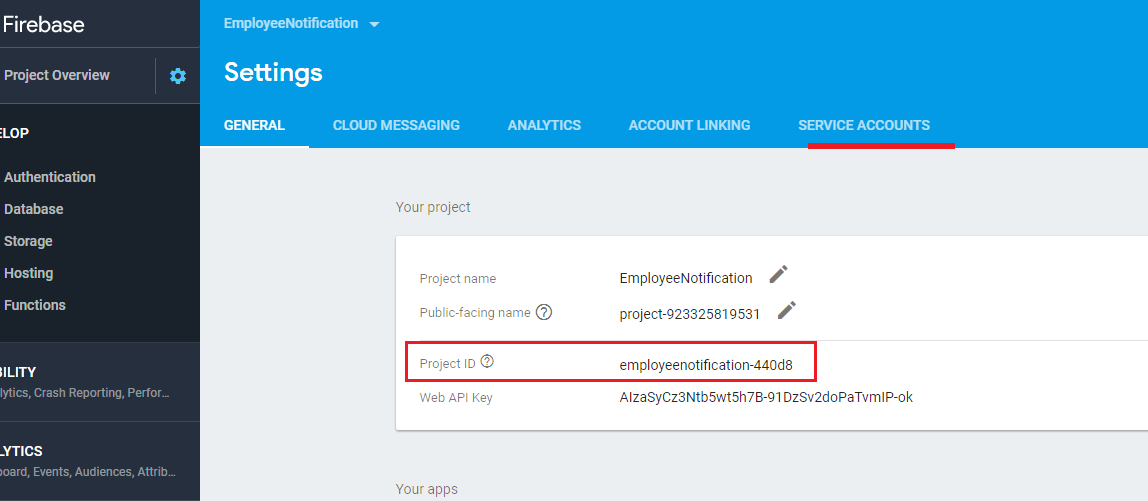 Firebase
EmployeeNotification
Project Overview
Settings
GENERAL CLOUD MESSAGING ANALYTICS ACCOUNT LINKING SERVICE ACCOUNTS
ELOP
Authentication
Database
Storage
Hosting
Functions
BILITY
lytics, Crash Reporting, Perfor...
LYTICS
board, Events, Audiences, Attrib...
Your project
Project name EmployeeNotification
Public-facing name ? project-923325819531
Project ID ? employeenotification-440d8
Web API Key AIzaSyCz3Ntb5wt5h7B-91DzSv2doPaTvmIP-ok
Your apps